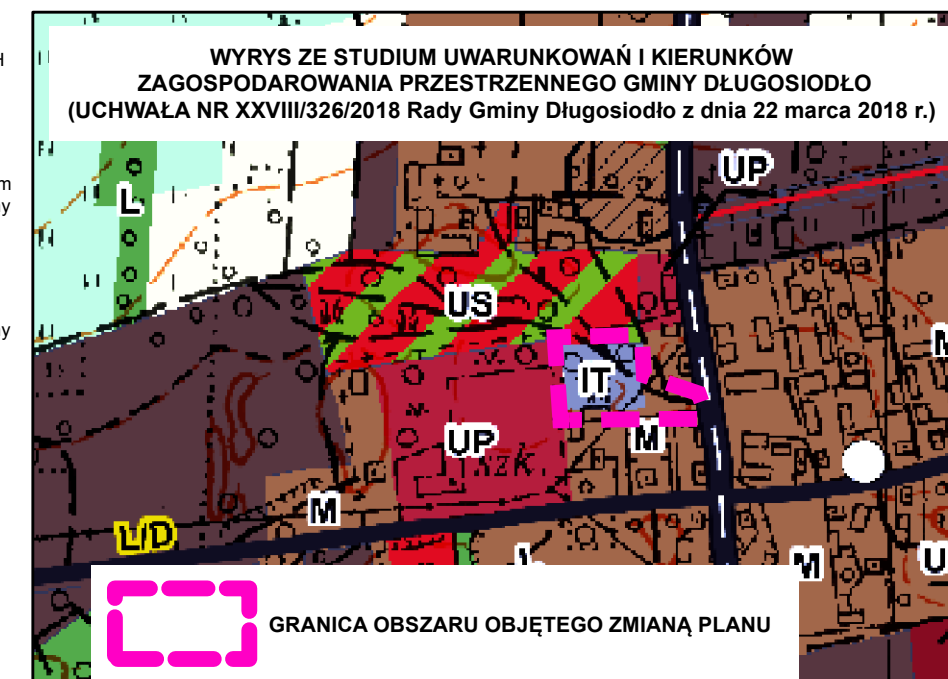 WYRYS ZE STUDIUM UWARUNKOWAŃ I KIERUNKÓW
ZAGOSPODAROWANIA PRZESTRZENNEGO GMINY DŁUGOSIODŁO
(UCHWAŁA NR XXVIII/326/2018 Rady Gminy Długosiodło z dnia 22 marca 2018 r.)
H
m
y
y
UP
L
US
IT
UP
M
szk.
M
L/D
M
U
GRANICA OBSZARU OBJĘTEGO ZMIANĄ PLANU